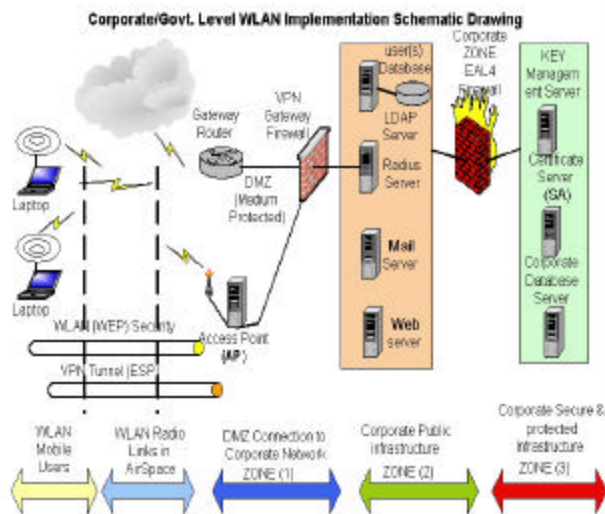 Corporate/Govt. Level WLAN Implementation Schematic Drawing
user(s)
Database
LDAP
Server
Radius
Server
Mail
Server
Web
server
Corporate
ZONE
EAL4
Firewall
KEY
Managem
ent Server
Certificate
Server
(SA)
Corporate
Database
Server
VPN
Gateway
Firewall
Gateway
Router
DMZ
(Medium
Protected)
Laptop
Laptop
Access Point
(AP)
WLAN (WEP) Security
VPN Tunnel (ESP)
WLAN
Mobile
Users
WLAN Radio
Links in
AirSpace
DMZ Connection to
Corporate Network
ZONE (1)
Corporate Public
infrastructure
ZONE (2)
Corporate Secure &
protected
Infrastructure
ZONE (3)